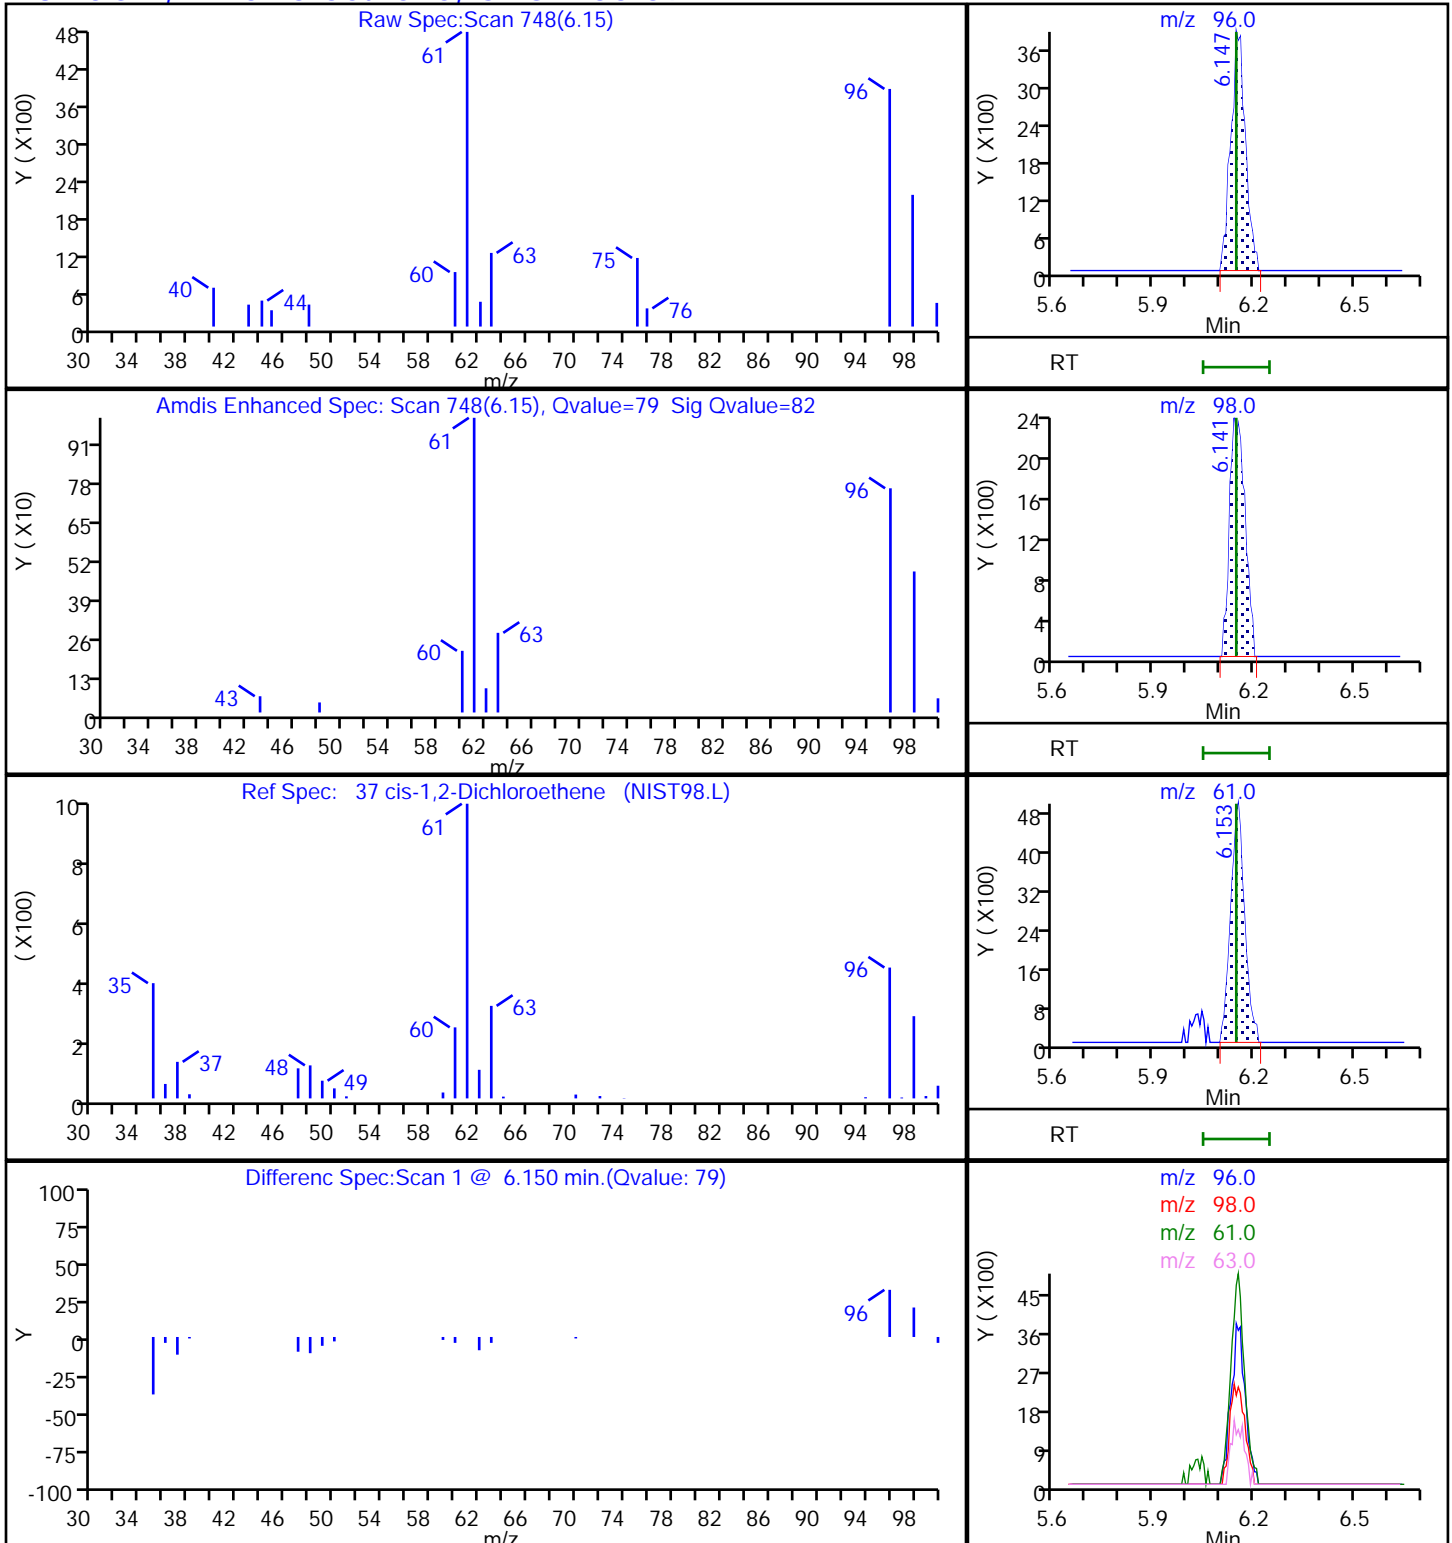 Raw Spec:Scan 748(6.15)
Y ( X100)
48
42
36
30
24
18
12
6
0
61
96
60
63
75
76
40
44
30 34 38 42 46 50 54 58 62 66 70 74 78 82 86 90 94 98
m/z
m/z 96.0
Y ( X100)
36
30
24
18
12
6
0
6.147
5.6 5.9 6.2 6.5
Min
RT
Amdis Enhanced Spec: Scan 748(6.15), Qvalue=79 Sig Qvalue=82
Y ( X10)
91
78
65
52
39
26
13
0
61
96
60
63
43
30 34 38 42 46 50 54 58 62 66 70 74 78 82 86 90 94 98
m/z
m/z 98.0
Y ( X100)
24
20
16
12
8
4
0
6.141
5.6 5.9 6.2 6.5
Min
RT
Ref Spec: 37 cis-1,2-Dichloroethene (NIST98.L)
( X100)
10
8
6
4
2
0
61
96
35
37
48
49
60
63
30 34 38 42 46 50 54 58 62 66 70 74 78 82 86 90 94 98
m/z 61.0
Y ( X100)
48
40
32
24
16
8
0
6.153
5.6 5.9 6.2 6.5
Min
RT
Differenc Spec:Scan 1 @ 6.150 min.(Qvalue: 79)
Y
100
75
50
25
0
-25
-50
-75
-100
96
30 34 38 42 46 50 54 58 62 66 70 74 78 82 86 90 94 98
m/z
m/z 96.0
m/z 98.0
m/z 61.0
m/z 63.0
Y ( X100)
45
36
27
18
9
0
5.6 5.9 6.2 6.5
Min